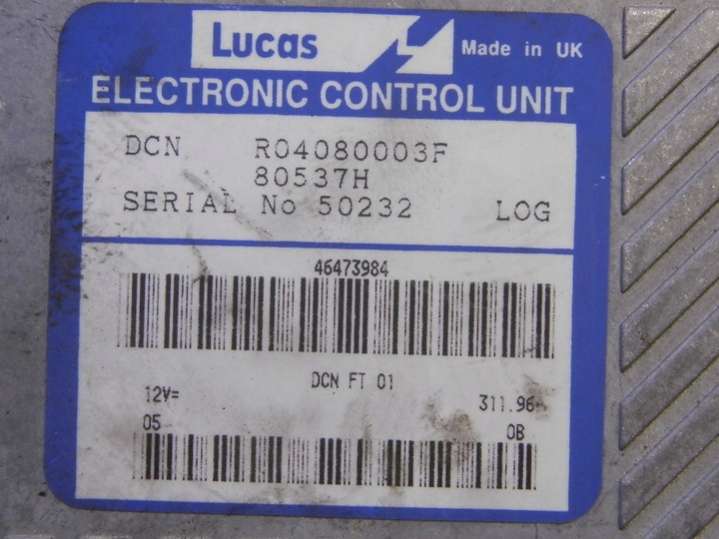 Lucas Made in UK
ELECTRONIC CONTROL UNIT
DCN R04080003F
80537H
SERIAL No 50232 LOG
46473984
DCN FT 01
12V= 311.96
05 0B